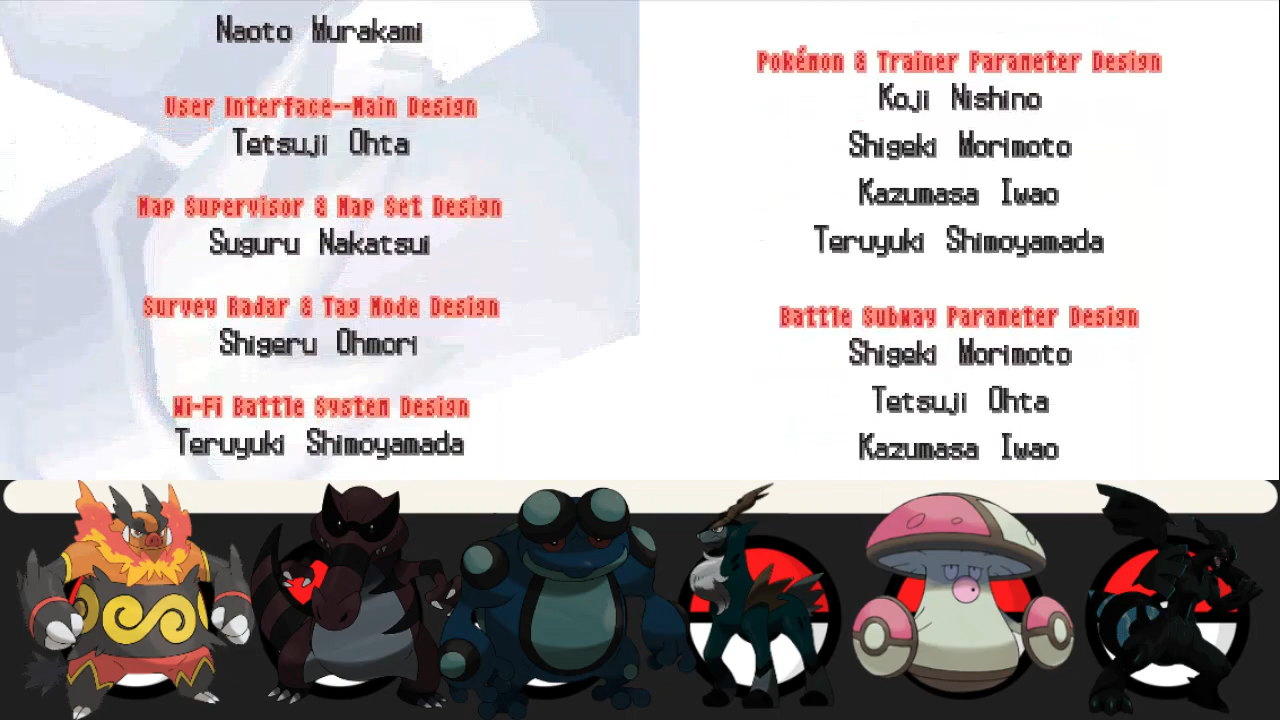 Naoto Murakami
User Interface--Main Design
Tetsuji Ohta
Map Supervisor & Map Set Design
Suguru Nakatsui
Survey Radar & Tag Mode Design
Shigeru Ohmori
Wi-Fi Battle System Design
Teruyuki Shimoyamada
Pokémon & Trainer Parameter Design
Koji Nishino
Shigeki Morimoto
Kazumasa Iwao
Teruyuki Shimoyamada
Battle Subway Parameter Design
Shigeki Morimoto
Tetsuji Ohta
Kazumasa Iwao